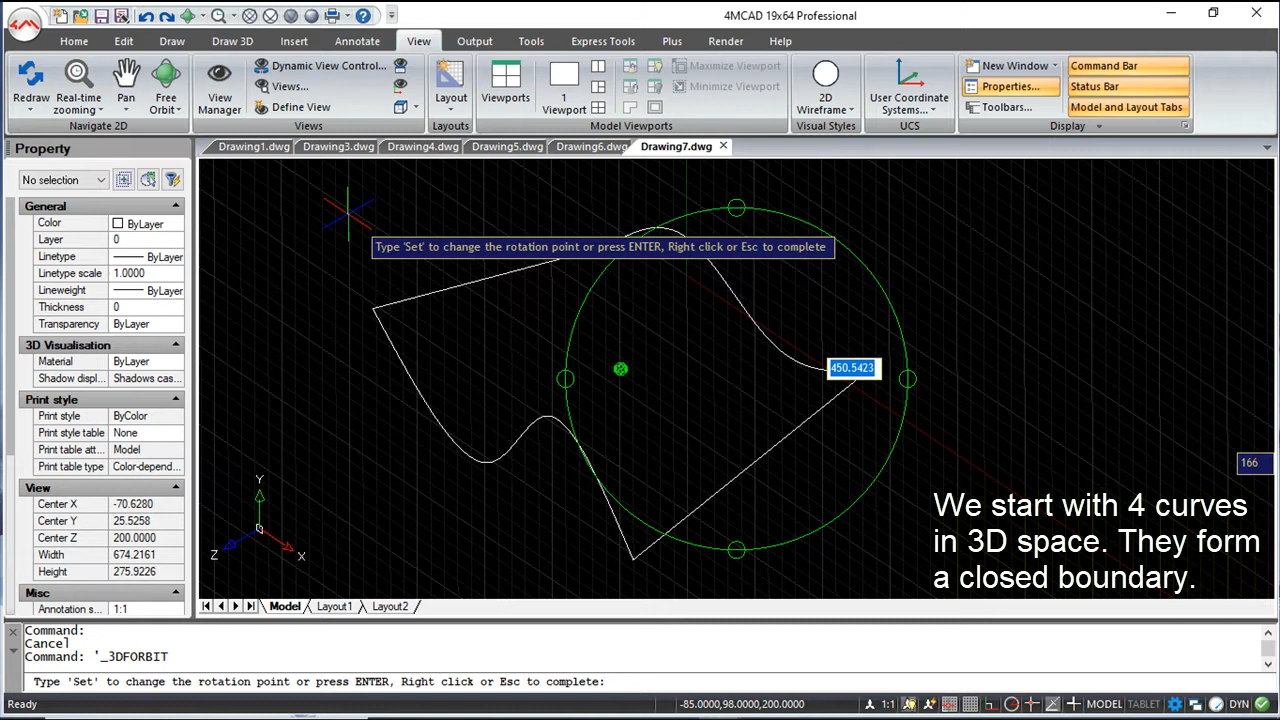 4MCAD 19x64 Professional
Home Edit Draw Draw 3D Insert Annotate View Output Tools Express Tools Plus Render Help
Redraw
Real-time zooming
Pan
Free Orbit
Navigate 2D
View Manager
Dynamic View Control...
Views...
Define View
Views
Layout
Layouts
Viewports
1 Viewport
Maximize Viewport
Minimize Viewport
Model Viewports
2D Wireframe
Visual Styles
User Coordinate Systems...
UCS
New Window
Properties...
Toolbars...
Command Bar
Status Bar
Model and Layout Tabs
Display
Property
Drawing1.dwg Drawing3.dwg Drawing4.dwg Drawing5.dwg Drawing6.dwg Drawing7.dwg
No selection
General
Color ByLayer
Layer 0
Linetype ByLayer
Linetype scale 1.0000
Lineweight ByLayer
Thickness 0
Transparency ByLayer
3D Visualisation
Material ByLayer
Shadow displ... Shadows cas...
Print style
Print style ByColor
Print style table None
Print table att... Model
Print table type Color-depend...
View
Center X -70.6280
Center Y 25.5258
Center Z 200.0000
Width 674.2161
Height 275.9226
Misc
Annotation s... 1:1
Type 'Set' to change the rotation point or press ENTER, Right click or Esc to complete
450.5423
166
Y
Z
X
We start with 4 curves
in 3D space. They form
a closed boundary.
Model Layout1 Layout2
Command:
Cancel
Command: '_3DFORBIT
Type 'Set' to change the rotation point or press ENTER, Right click or Esc to complete:
Ready -85.0000,98.0000,200.0000 1:1 MODEL TABLET DYN